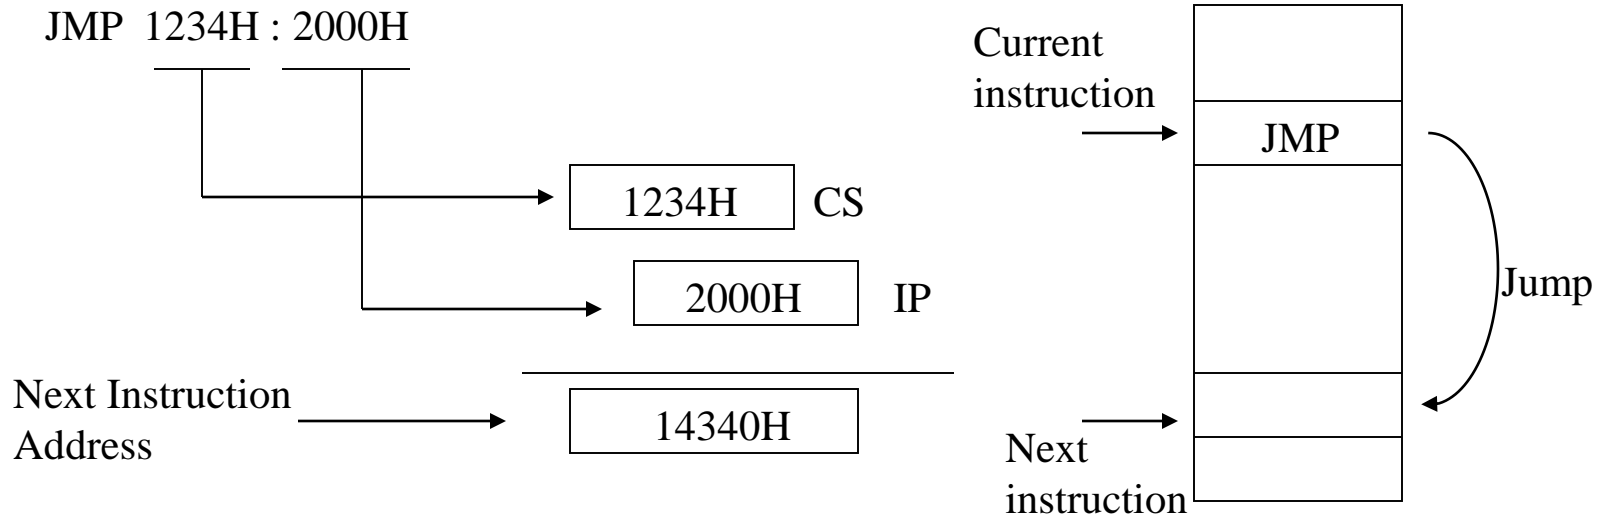 JMP 1234H : 2000H
Current
instruction
JMP
1234H CS
2000H IP
Jump
Next Instruction
Address
14340H
Next
instruction